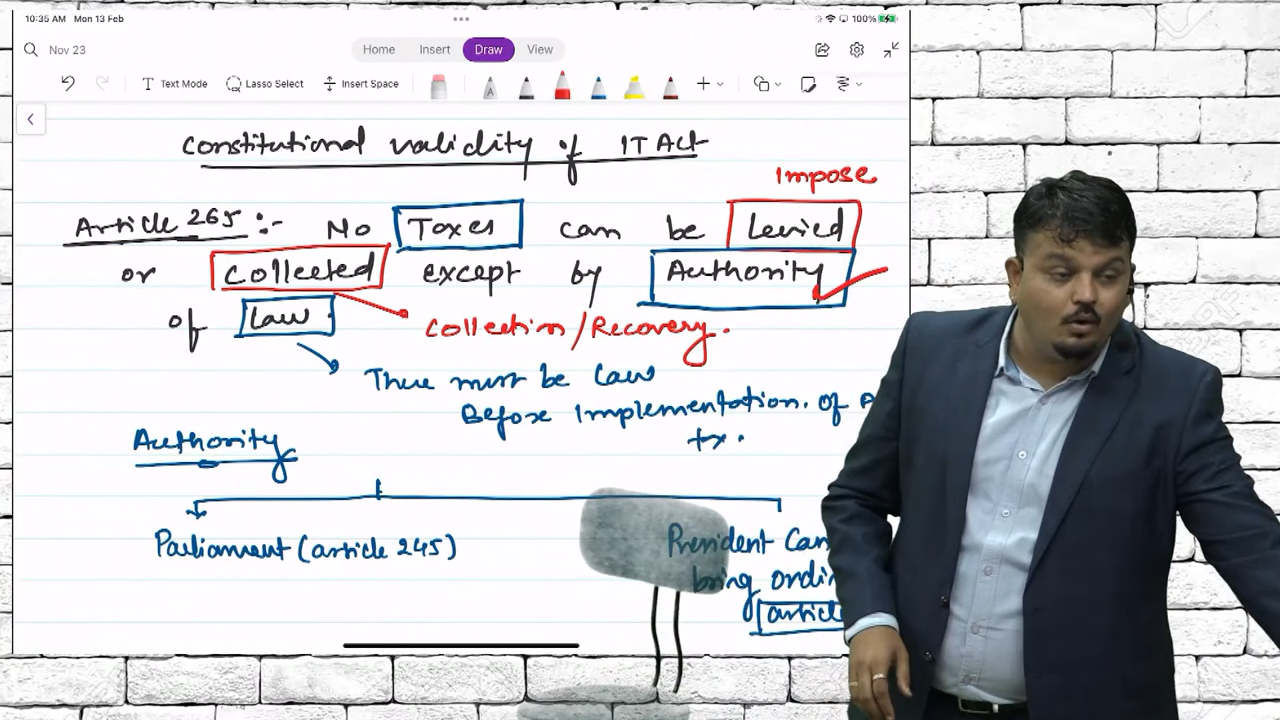 10:35 AM Mon 13 Feb
100%
Nov 23
Home Insert Draw View
Text Mode Lasso Select Insert Space
Constitutional validity of IT Act
Impose
Article 265 :- No Taxes can be Levied
or Collected except by Authority
of Law.
Collection/Recovery.
There must be Law
Before Implementation. of A
tx.
Authority
Parliament (article 245)
President Can
bring ordin
article